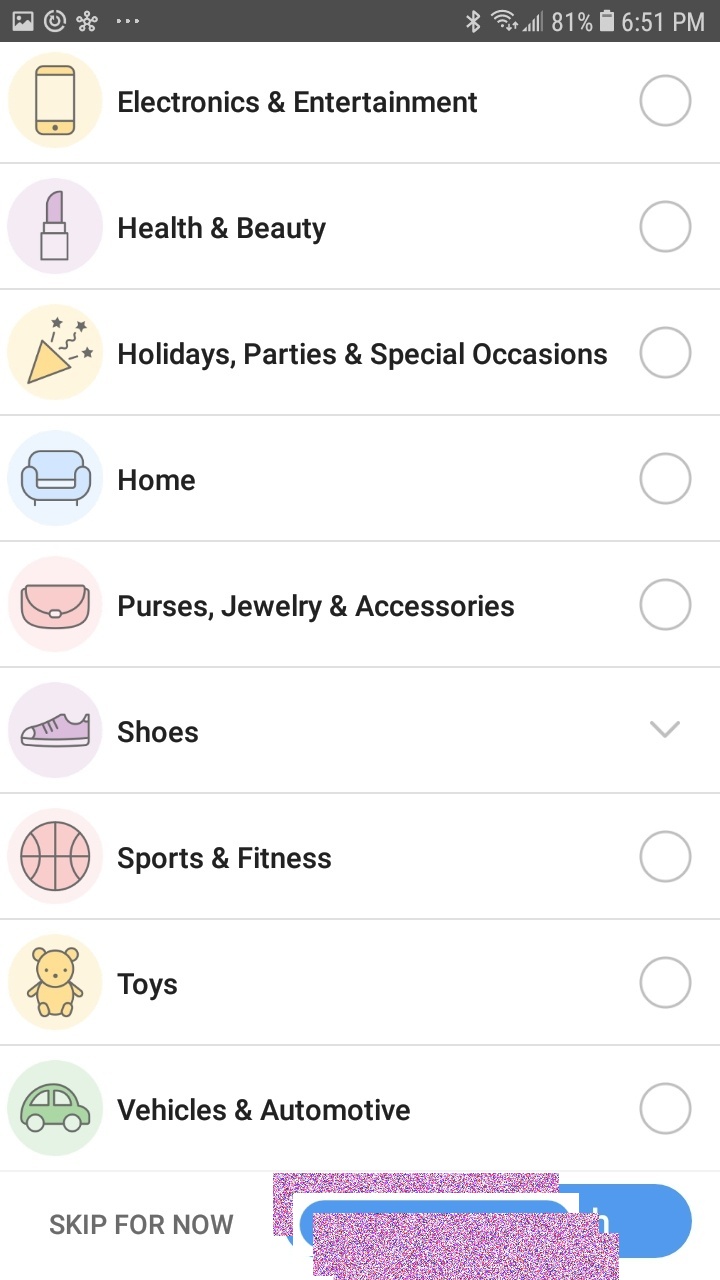 81% 6:51 PM
Electronics & Entertainment
Health & Beauty
Holidays, Parties & Special Occasions
Home
Purses, Jewelry & Accessories
Shoes
Sports & Fitness
Toys
Vehicles & Automotive
SKIP FOR NOW